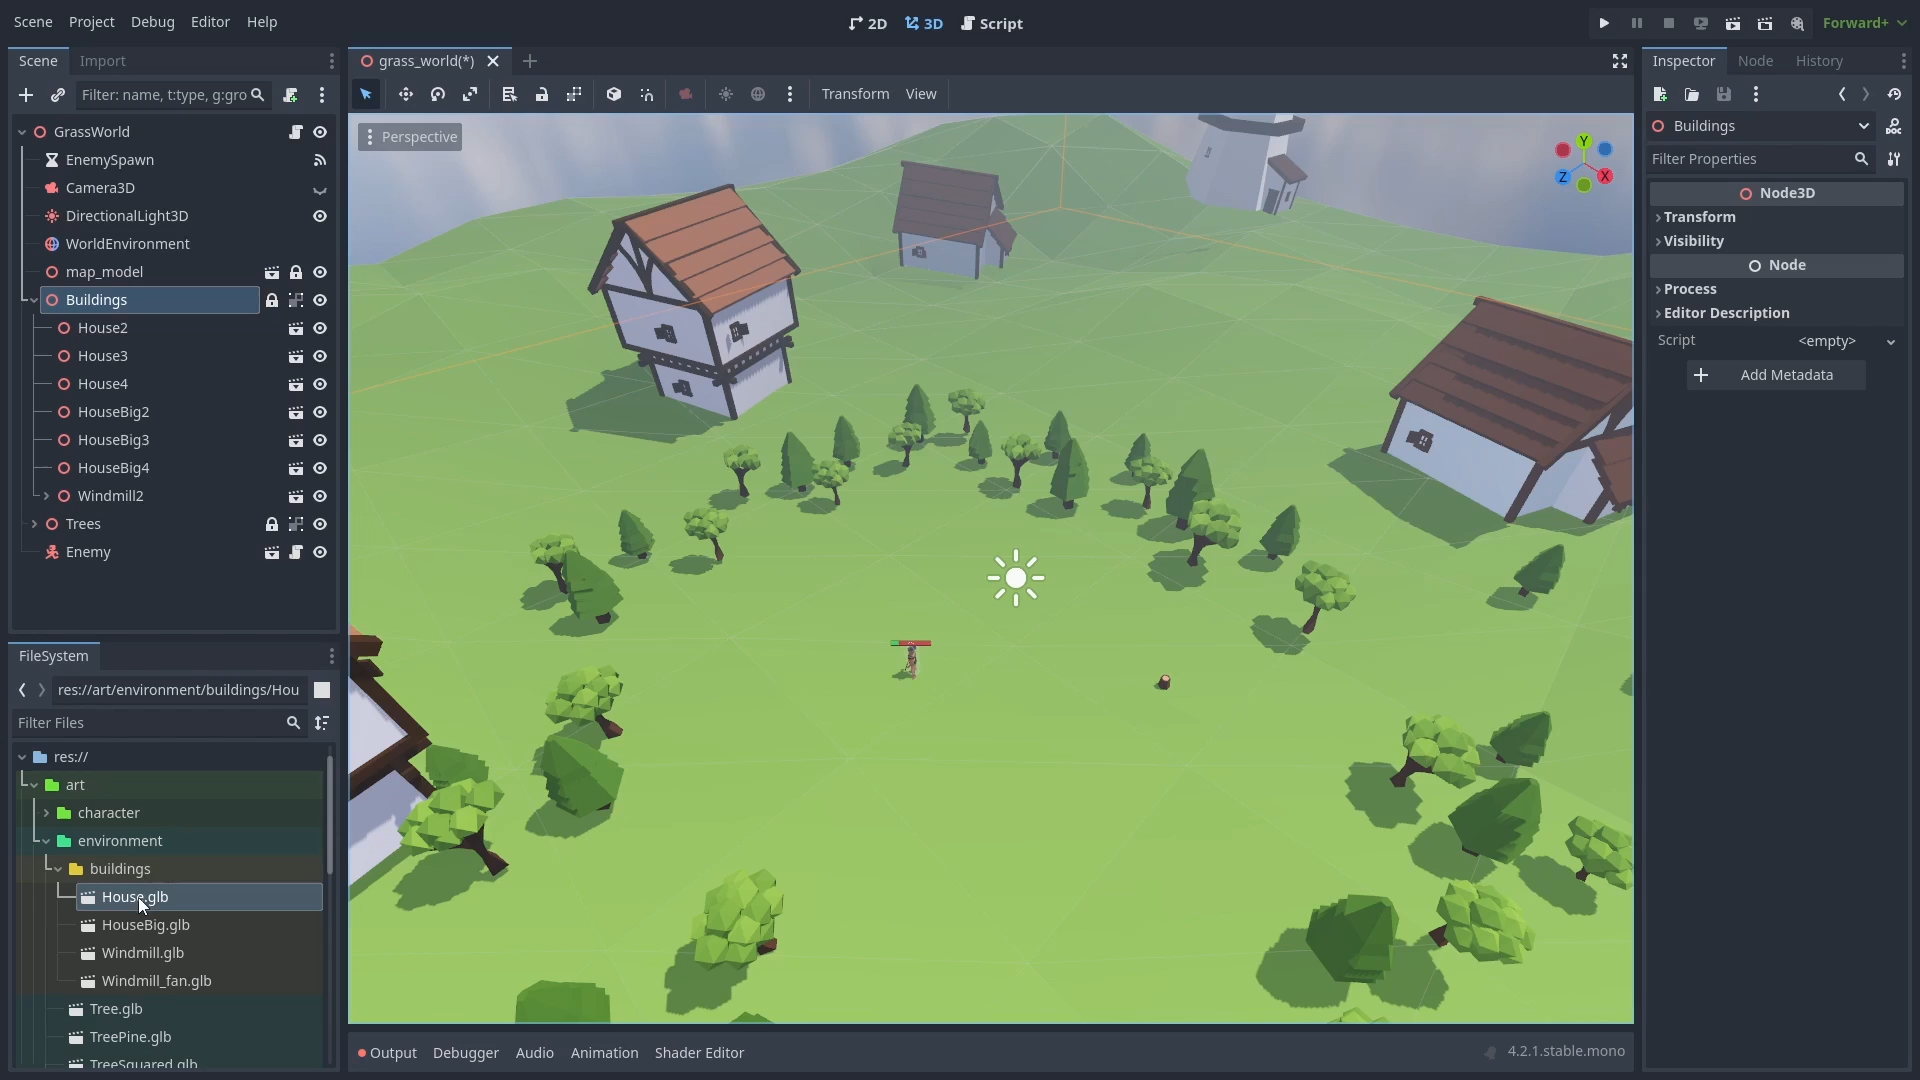 Scene Project Debug Editor Help
2D 3D Script
Forward+
Scene Import
Filter: name, t:type, g:gro
GrassWorld
EnemySpawn
Camera3D
DirectionalLight3D
WorldEnvironment
map_model
Buildings
House2
House3
House4
HouseBig2
HouseBig3
HouseBig4
Windmill2
Trees
Enemy
FileSystem
res://art/environment/buildings/Hou
Filter Files
res://
art
character
environment
buildings
House.glb
HouseBig.glb
Windmill.glb
Windmill_fan.glb
Tree.glb
TreePine.glb
TreeSquared.glb
grass_world(*)
Transform View
Perspective
Y
Z
X
Output Debugger Audio Animation Shader Editor
4.2.1.stable.mono
Inspector Node History
Buildings
DOC
Filter Properties
Node3D
Transform
Visibility
Node
Process
Editor Description
Script <empty>
Add Metadata